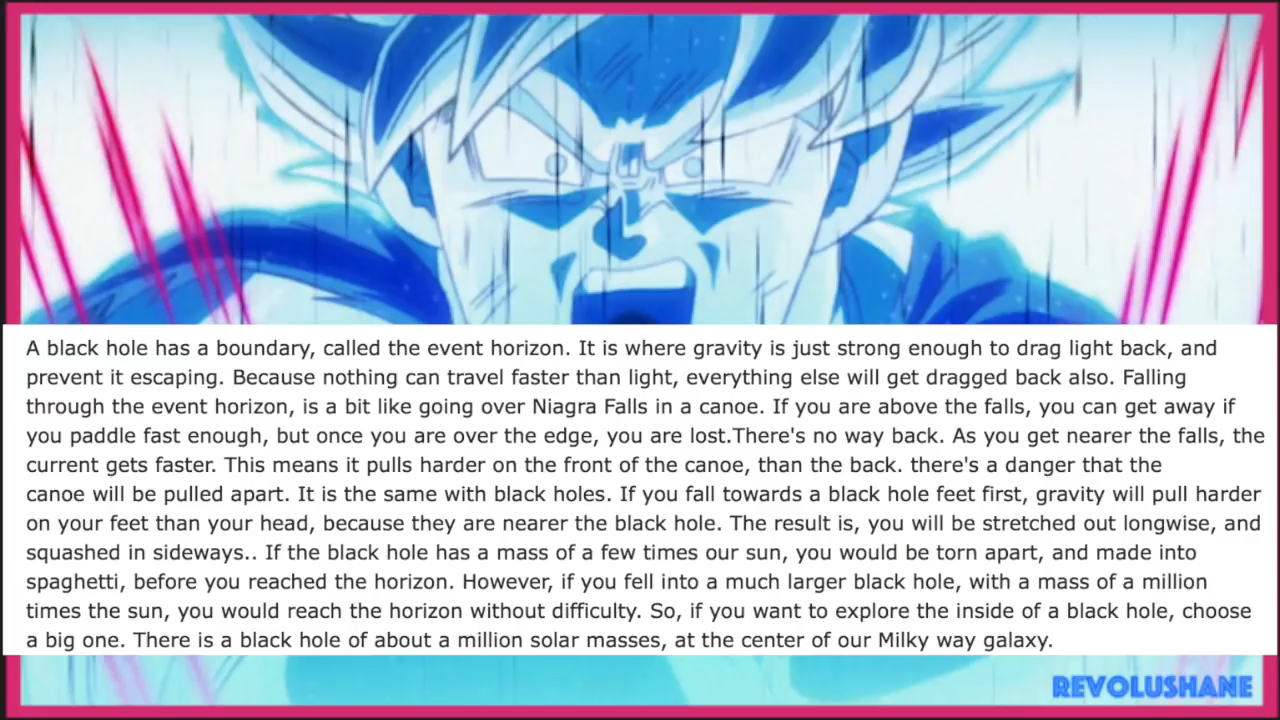 A black hole has a boundary, called the event horizon. It is where gravity is just strong enough to drag light back, and
prevent it escaping. Because nothing can travel faster than light, everything else will get dragged back also. Falling
through the event horizon, is a bit like going over Niagra Falls in a canoe. If you are above the falls, you can get away if
you paddle fast enough, but once you are over the edge, you are lost.There's no way back. As you get nearer the falls, the
current gets faster. This means it pulls harder on the front of the canoe, than the back. there's a danger that the
canoe will be pulled apart. It is the same with black holes. If you fall towards a black hole feet first, gravity will pull harder
on your feet than your head, because they are nearer the black hole. The result is, you will be stretched out longwise, and
squashed in sideways.. If the black hole has a mass of a few times our sun, you would be torn apart, and made into
spaghetti, before you reached the horizon. However, if you fell into a much larger black hole, with a mass of a million
times the sun, you would reach the horizon without difficulty. So, if you want to explore the inside of a black hole, choose
a big one. There is a black hole of about a million solar masses, at the center of our Milky way galaxy.
REVOLUSHANE